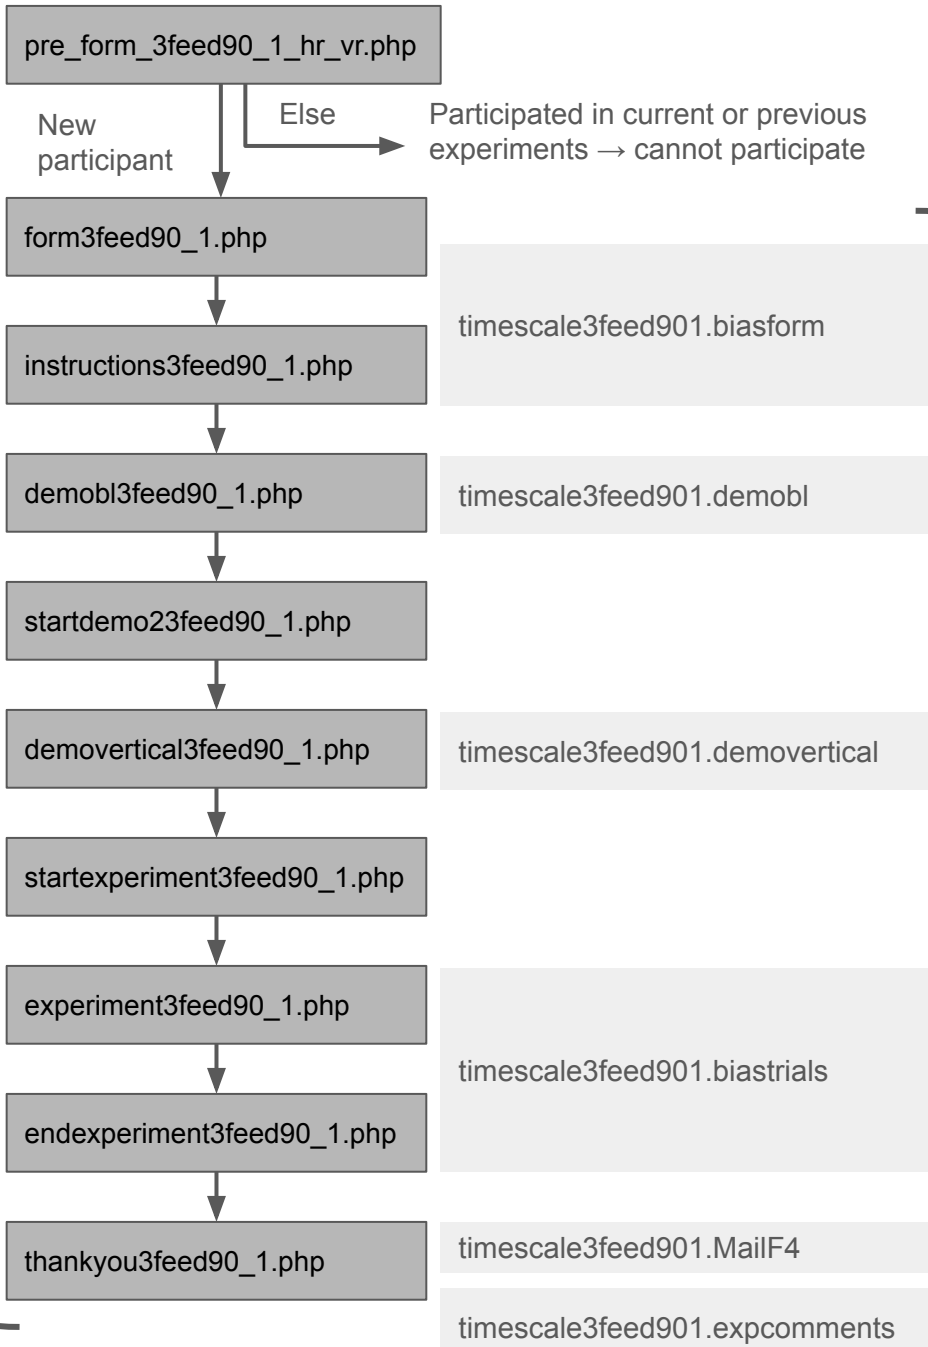 pre_form_3feed90_1_hr_vr.php
New
participant
Else
Participated in current or previous
experiments → cannot participate
form3feed90_1.php
timescale3feed901.biasform
instructions3feed90_1.php
demobl3feed90_1.php
timescale3feed901.demobl
startdemo23feed90_1.php
demovertical3feed90_1.php
timescale3feed901.demovertical
startexperiment3feed90_1.php
experiment3feed90_1.php
timescale3feed901.biastrials
endexperiment3feed90_1.php
thankyou3feed90_1.php
timescale3feed901.MailF4
timescale3feed901.expcomments